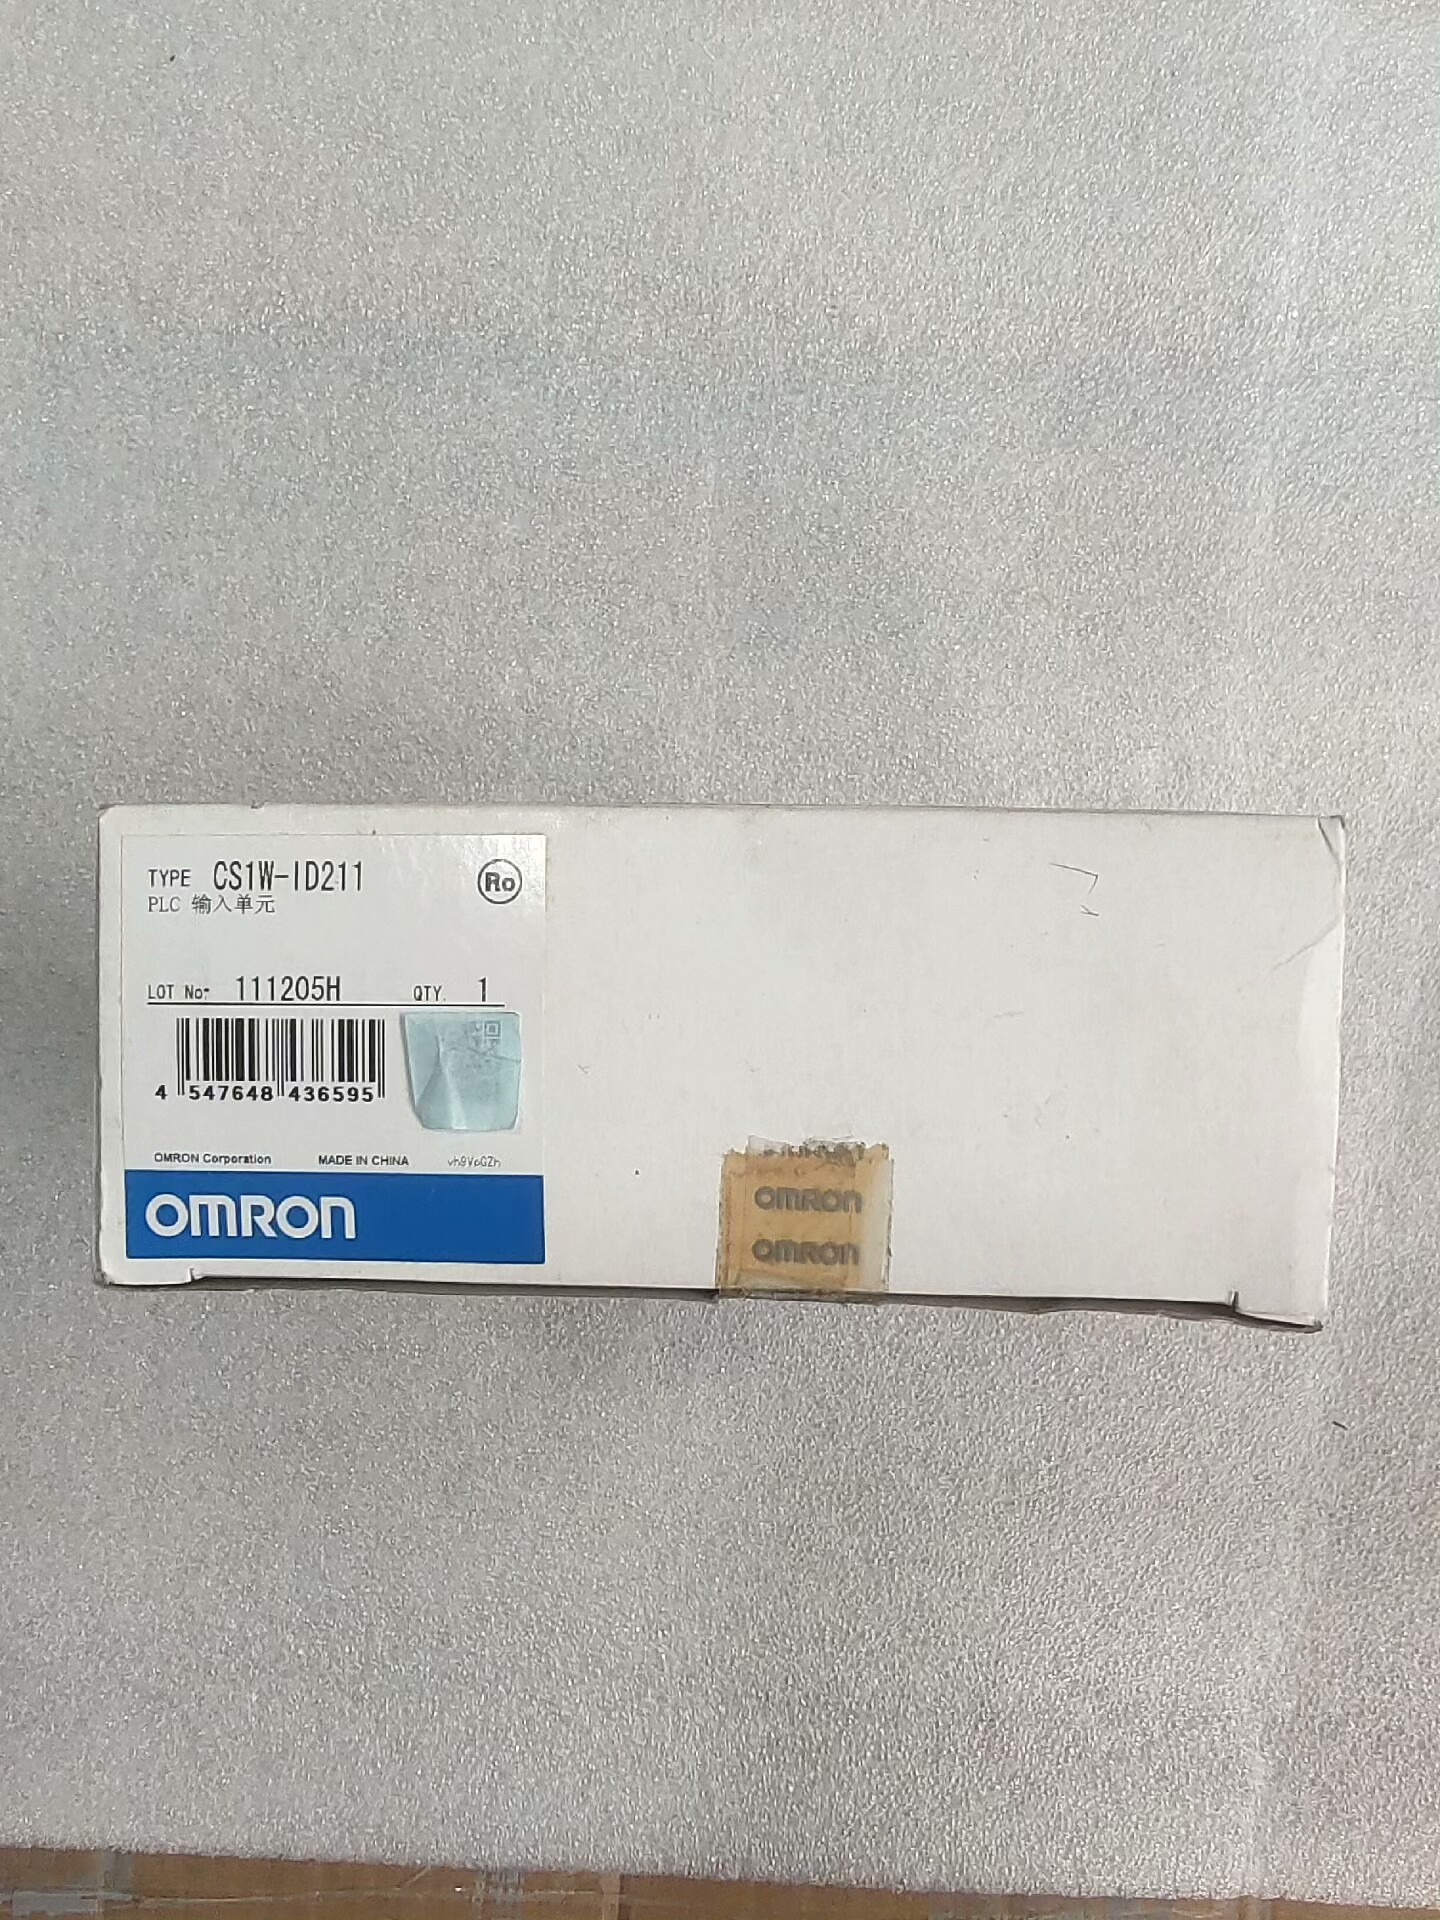 TYPE CS1W-ID211
Ro
PLC 输入单元
LOT No. 111205H QTY. 1
4 547648 436595
OMRON Corporation MADE IN CHINA
OMRON
OMRON
OMRON